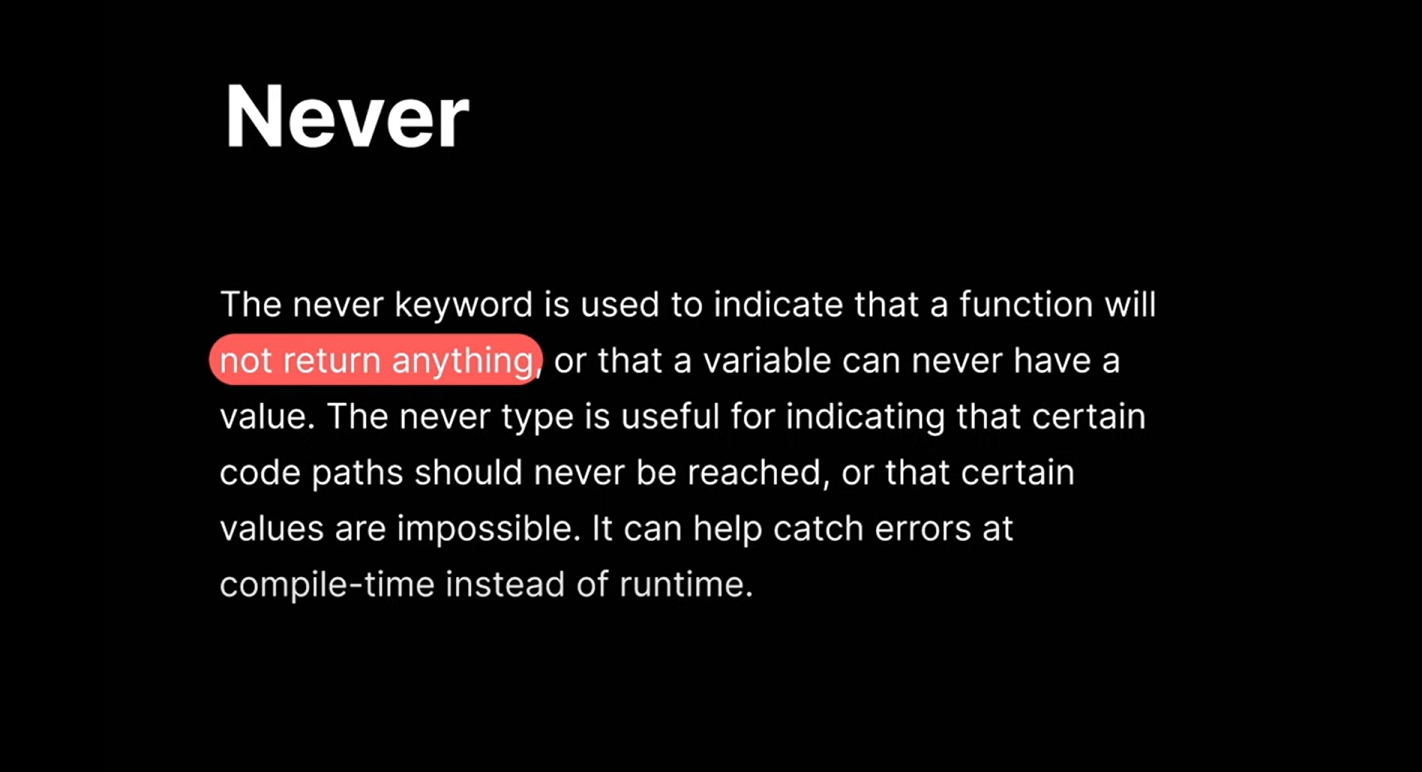 Never
The never keyword is used to indicate that a function will
not return anything, or that a variable can never have a
value. The never type is useful for indicating that certain
code paths should never be reached, or that certain
values are impossible. It can help catch errors at
compile-time instead of runtime.